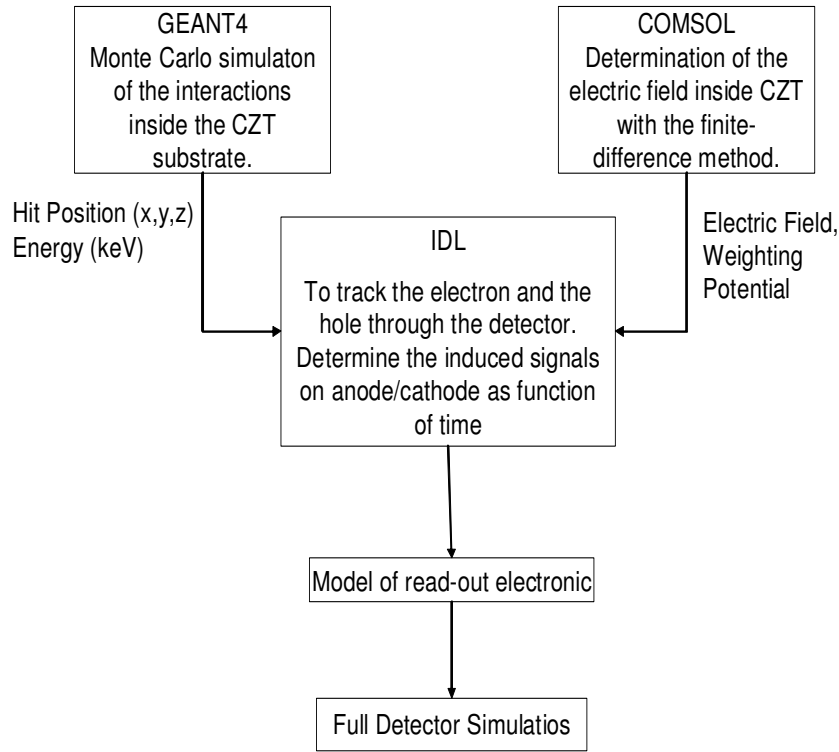 GEANT4
Monte Carlo simulaton
of the interactions
inside the CZT
substrate.
COMSOL
Determination of the
electric field inside CZT
with the finite-
difference method.
Hit Position (x,y,z)
Energy (keV)
Electric Field,
Weighting
Potential
IDL
To track the electron and the
hole through the detector.
Determine the induced signals
on anode/cathode as function
of time
Model of read-out electronic
Full Detector Simulatios